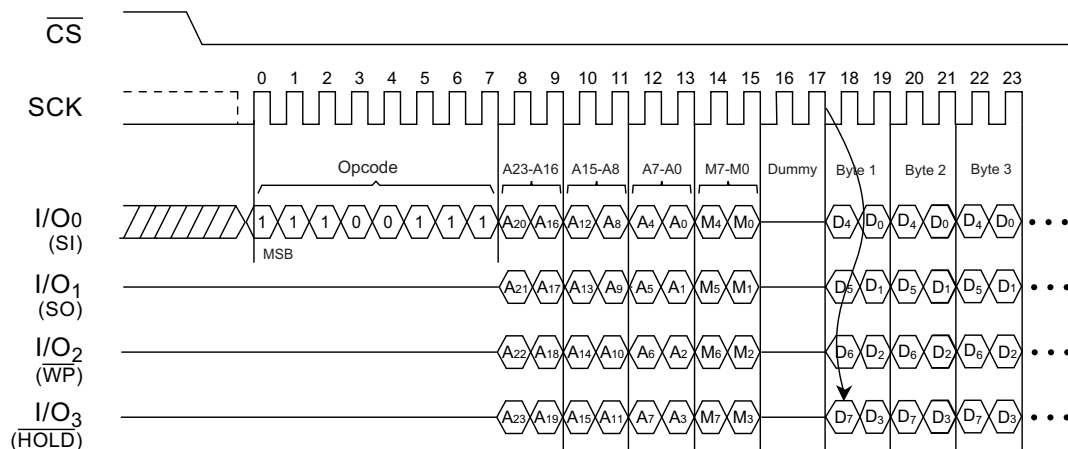 CS
0 1 2 3 4 5 6 7 8 9 10 11 12 13 14 15 16 17 18 19 20 21 22 23
SCK
Opcode A23-A16 A15-A8 A7-A0 M7-M0 Dummy Byte 1 Byte 2 Byte 3
I/O0 1 1 1 0 0 1 1 1 A20 A16 A12 A8 A4 A0 M4 M0 D4 D0 D4 D0 D4 D0 • • • •
(SI)
MSB
I/O1 A21 A17 A13 A9 A5 A1 M5 M1 D5 D1 D5 D1 D5 D1 • • • •
(SO)
I/O2 A22 A18 A14 A10 A6 A2 M6 M2 D6 D2 D6 D2 D6 D2 • • • •
(WP)
I/O3 A23 A19 A15 A11 A7 A3 M7 M3 D7 D3 D7 D3 D7 D3 • • • •
(HOLD)